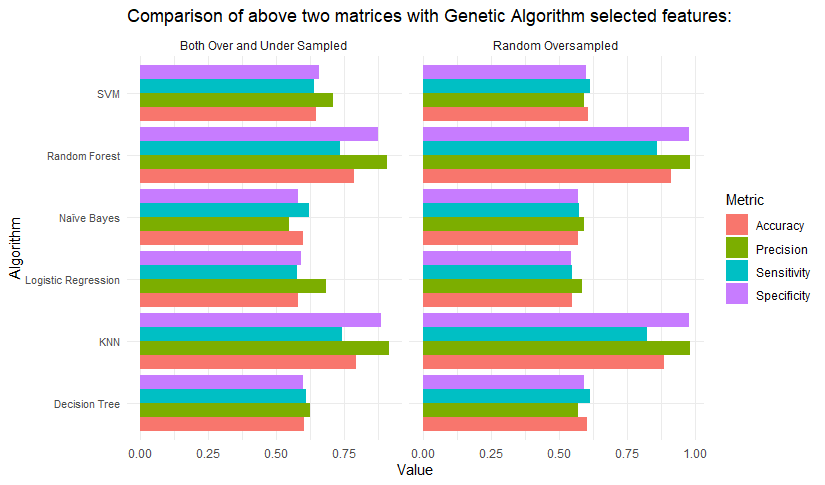 Comparison of above two matrices with Genetic Algorithm selected features:
Both Over and Under Sampled
Random Oversampled
SVM
Random Forest
Naïve Bayes
Logistic Regression
KNN
Decision Tree
Algorithm
0.00 0.25 0.50 0.75
0.00 0.25 0.50 0.75 1.00
Value
Metric
Accuracy
Precision
Sensitivity
Specificity